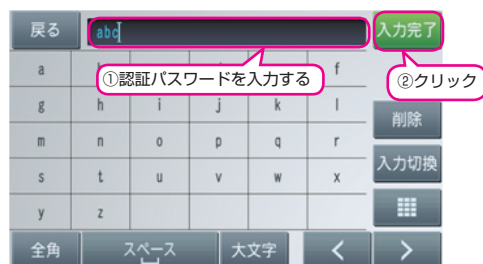 戻る abc 入力完了
①認証パスワードを入力する
②クリック
a f
g h i j k l
削除
m n o p q r
入力切換
s t u v w x
y z
全角 スペース 大文字 < >